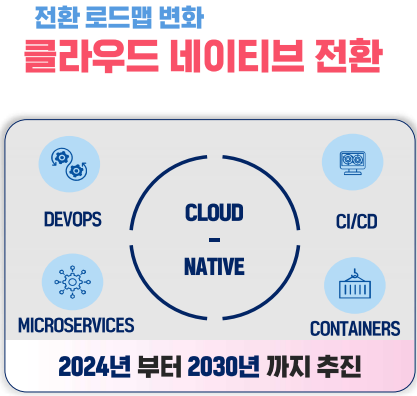 전환 로드맵 변화
클라우드 네이티브 전환
DEVOPS
CI/CD
CLOUD
-
NATIVE
MICROSERVICES
CONTAINERS
2024년 부터 2030년 까지 추진